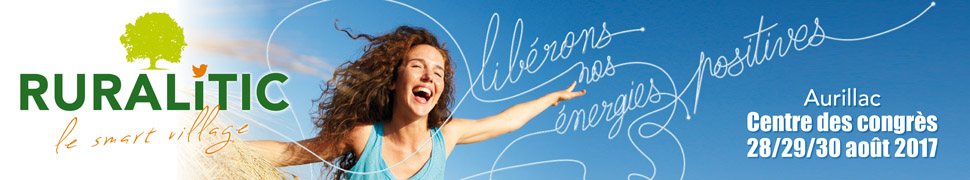 RURALiTIC
le smart village
libérons
nos
énergies positives
Aurillac
Centre des congrès
28/29/30 août 2017